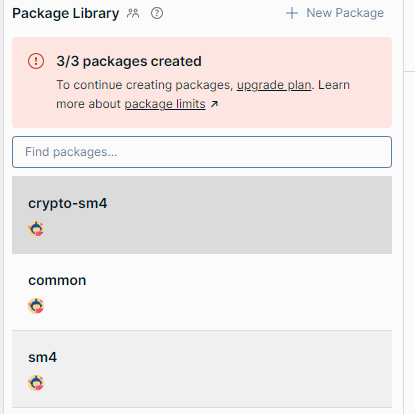 Package Library
New Package
3/3 packages created
To continue creating packages, upgrade plan. Learn
more about package limits ↗
Find packages...
crypto-sm4
common
sm4